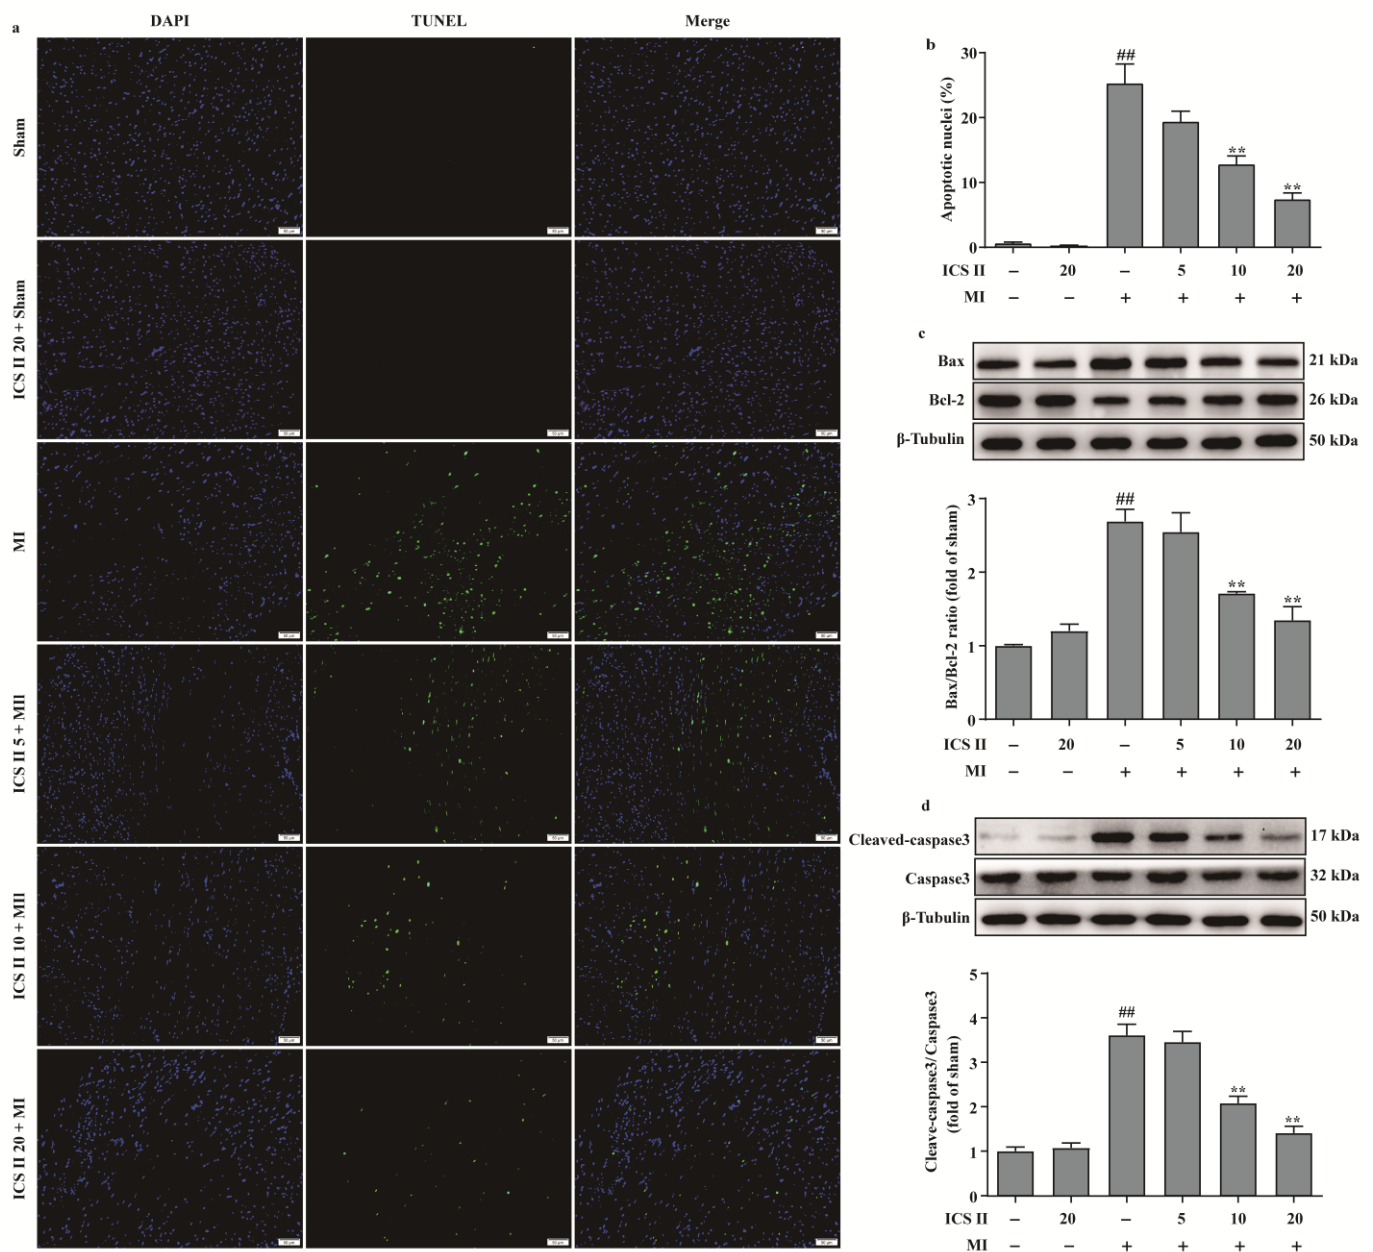 a
DAPI TUNEL Merge
Sham
ICS II 20 + Sham
MI
ICS II 5 + MII
ICS II 10 + MII
ICS II 20 + MI
b
Apoptotic nuclei (%)
30
20
10
0
##
**
**
ICS II – 20 – 5 10 20
MI – – + + + +
c
Bax 21 kDa
Bcl-2 26 kDa
β-Tubulin 50 kDa
Bax/Bcl-2 ratio (fold of sham)
3
2
1
0
##
**
**
ICS II – 20 – 5 10 20
MI – – + + + +
d
Cleaved-caspase3 17 kDa
Caspase3 32 kDa
β-Tubulin 50 kDa
Cleave-caspase3/Caspase3
(fold of sham)
5
4
3
2
1
0
##
**
**
ICS II – 20 – 5 10 20
MI – – + + + +